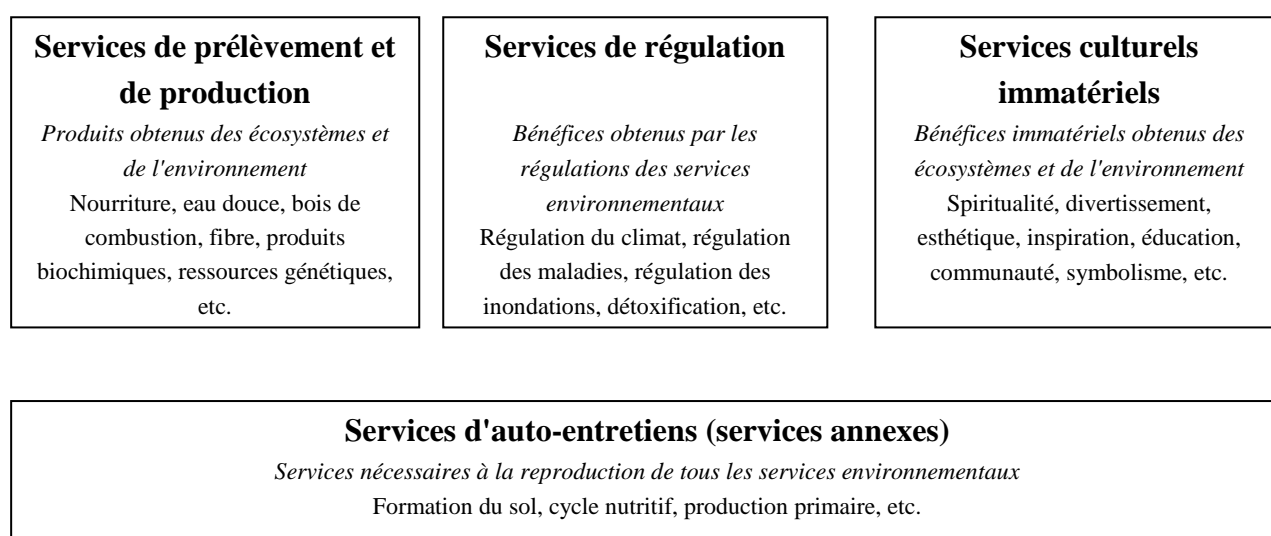 Services de prélèvement et
de production
Produits obtenus des écosystèmes et
de l'environnement
Nourriture, eau douce, bois de
combustion, fibre, produits
biochimiques, ressources génétiques,
etc.
Services de régulation
Bénéfices obtenus par les
régulations des services
environnementaux
Régulation du climat, régulation
des maladies, régulation des
inondations, détoxification, etc.
Services culturels
immatériels
Bénéfices immatériels obtenus des
écosystèmes et de l'environnement
Spiritualité, divertissement,
esthétique, inspiration, éducation,
communauté, symbolisme, etc.
Services d'auto-entretiens (services annexes)
Services nécessaires à la reproduction de tous les services environnementaux
Formation du sol, cycle nutritif, production primaire, etc.